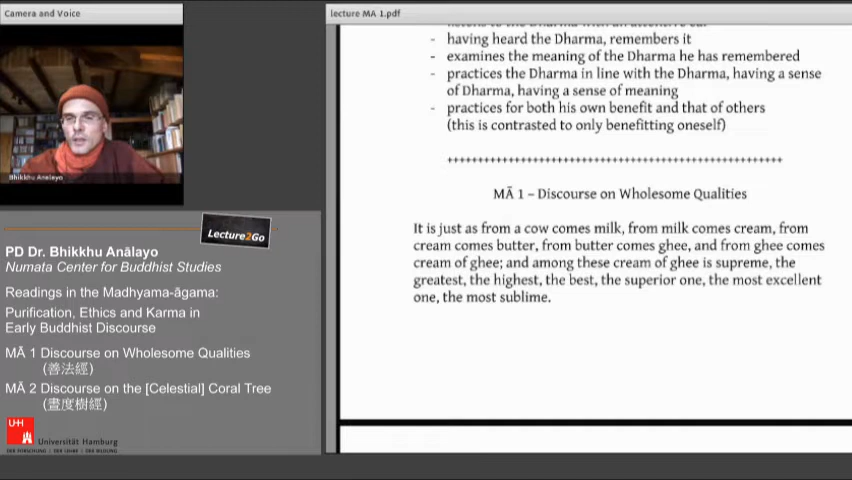 Camera and Voice
Bhikkhu Analayo
Lecture2Go
PD Dr. Bhikkhu Anālayo
Numata Center for Buddhist Studies
Readings in the Madhyama-āgama:
Purification, Ethics and Karma in
Early Buddhist Discourse
MĀ 1 Discourse on Wholesome Qualities
(善法經)
MĀ 2 Discourse on the [Celestial] Coral Tree
(晝度樹經)
UH
Universität Hamburg
DER FORSCHUNG | DER LEHRE | DER BILDUNG
lecture MA 1.pdf
- having heard the Dharma, remembers it
- examines the meaning of the Dharma he has remembered
- practices the Dharma in line with the Dharma, having a sense
of Dharma, having a sense of meaning
- practices for both his own benefit and that of others
(this is contrasted to only benefitting oneself)
++++++++++++++++++++++++++++++++++++++++++++++++++++++
MĀ 1 – Discourse on Wholesome Qualities
It is just as from a cow comes milk, from milk comes cream, from
cream comes butter, from butter comes ghee, and from ghee comes
cream of ghee; and among these cream of ghee is supreme, the
greatest, the highest, the best, the superior one, the most excellent
one, the most sublime.